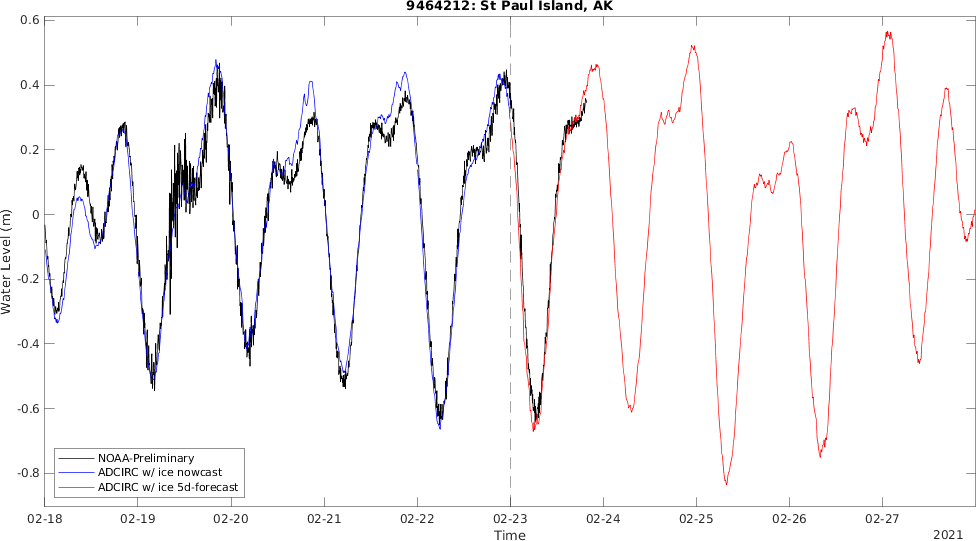 9464212: St Paul Island, AK
0.6
0.4
0.2
0
-0.2
-0.4
-0.6
-0.8
Water Level (m)
NOAA-Preliminary
ADCIRC w/ ice nowcast
ADCIRC w/ ice 5d-forecast
02-18 02-19 02-20 02-21 02-22 02-23 02-24 02-25 02-26 02-27
Time
2021